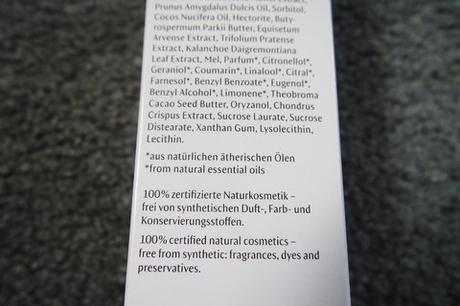 Prunus Amygdalus Dulcis Oil, Sorbitol,
Cocos Nucifera Oil, Hectorite, Buty-
rospermum Parkii Butter, Equisetum
Arvense Extract, Trifolium Pratense
Extract, Kalanchoe Daigremontiana
Leaf Extract, Mel, Parfum*, Citronellol*,
Geraniol*, Coumarin*, Linalool*, Citral*,
Farnesol*, Benzyl Benzoate*, Eugenol*,
Benzyl Alcohol*, Limonene*, Theobroma
Cacao Seed Butter, Oryzanol, Chondrus
Crispus Extract, Sucrose Laurate, Sucrose
Distearate, Xanthan Gum, Lysolecithin,
Lecithin.
*aus natürlichen ätherischen Ölen
*from natural essential oils
100% zertifizierte Naturkosmetik –
frei von synthetischen Duft-, Farb- und
Konservierungsstoffen.
100% certified natural cosmetics –
free from synthetic: fragrances, dyes and
preservatives.